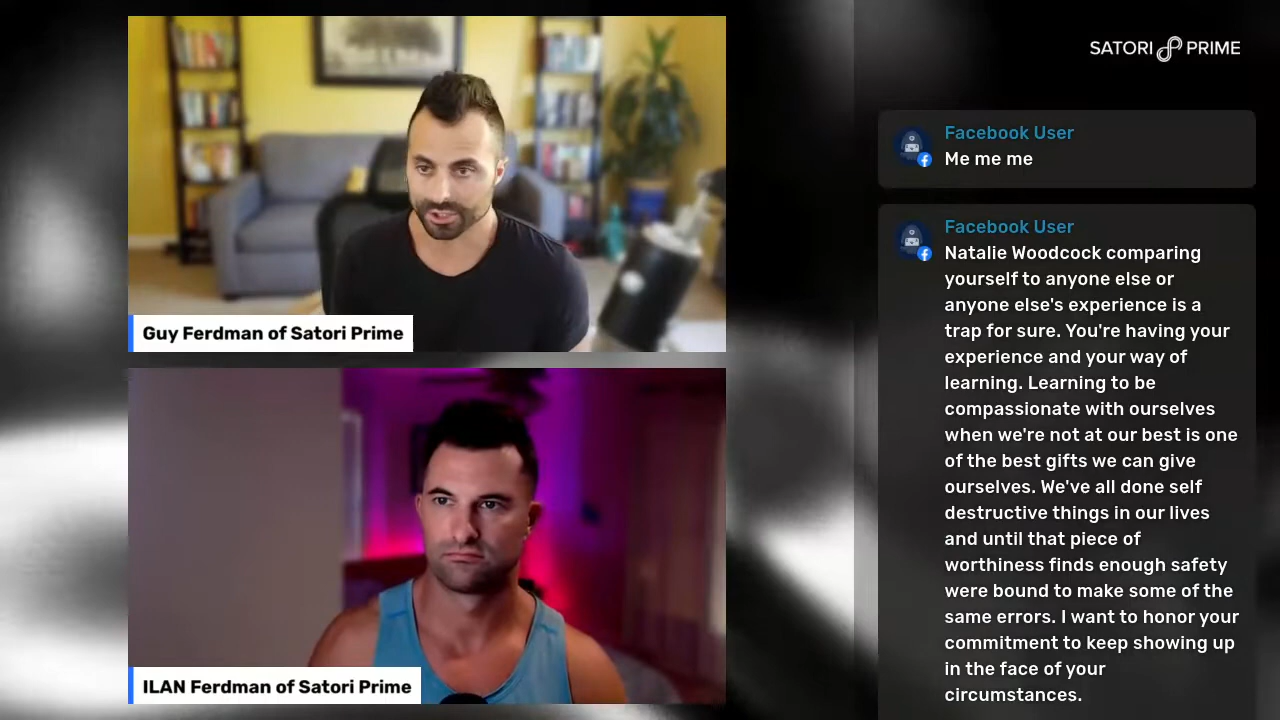 SATORI PRIME
Facebook User
Me me me
Facebook User
Natalie Woodcock comparing
yourself to anyone else or
anyone else's experience is a
trap for sure. You're having your
experience and your way of
learning. Learning to be
compassionate with ourselves
when we're not at our best is one
of the best gifts we can give
ourselves. We've all done self
destructive things in our lives
and until that piece of
worthiness finds enough safety
were bound to make some of the
same errors. I want to honor your
commitment to keep showing up
in the face of your
circumstances.
Guy Ferdman of Satori Prime
ILAN Ferdman of Satori Prime